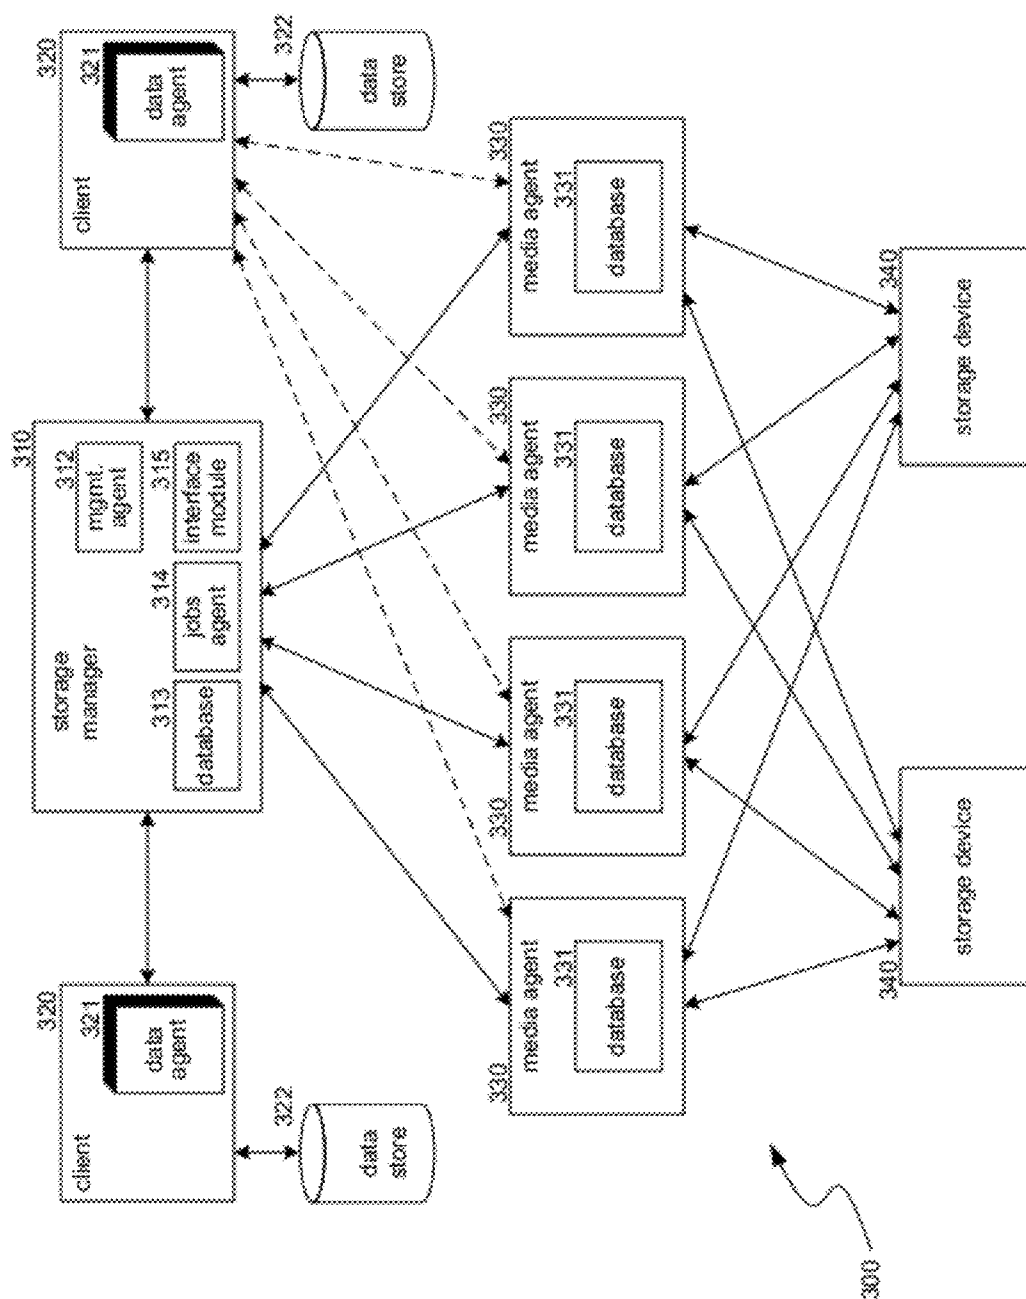 320
client
321
data
agent
322
data
store
310
storage
manager
312
mgmt.
agent
313
database
314
jobs
agent
315
interface
module
320
client
321
data
agent
322
data
store
330
media agent
331
database
330
media agent
331
database
330
media agent
331
database
330
media agent
331
database
340
storage device
340
storage device
300